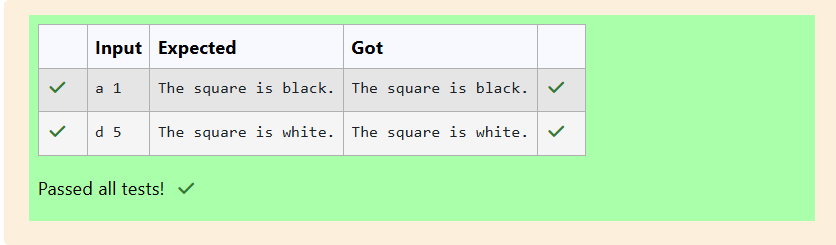 Input Expected Got
a 1 The square is black. The square is black.
d 5 The square is white. The square is white.
Passed all tests!